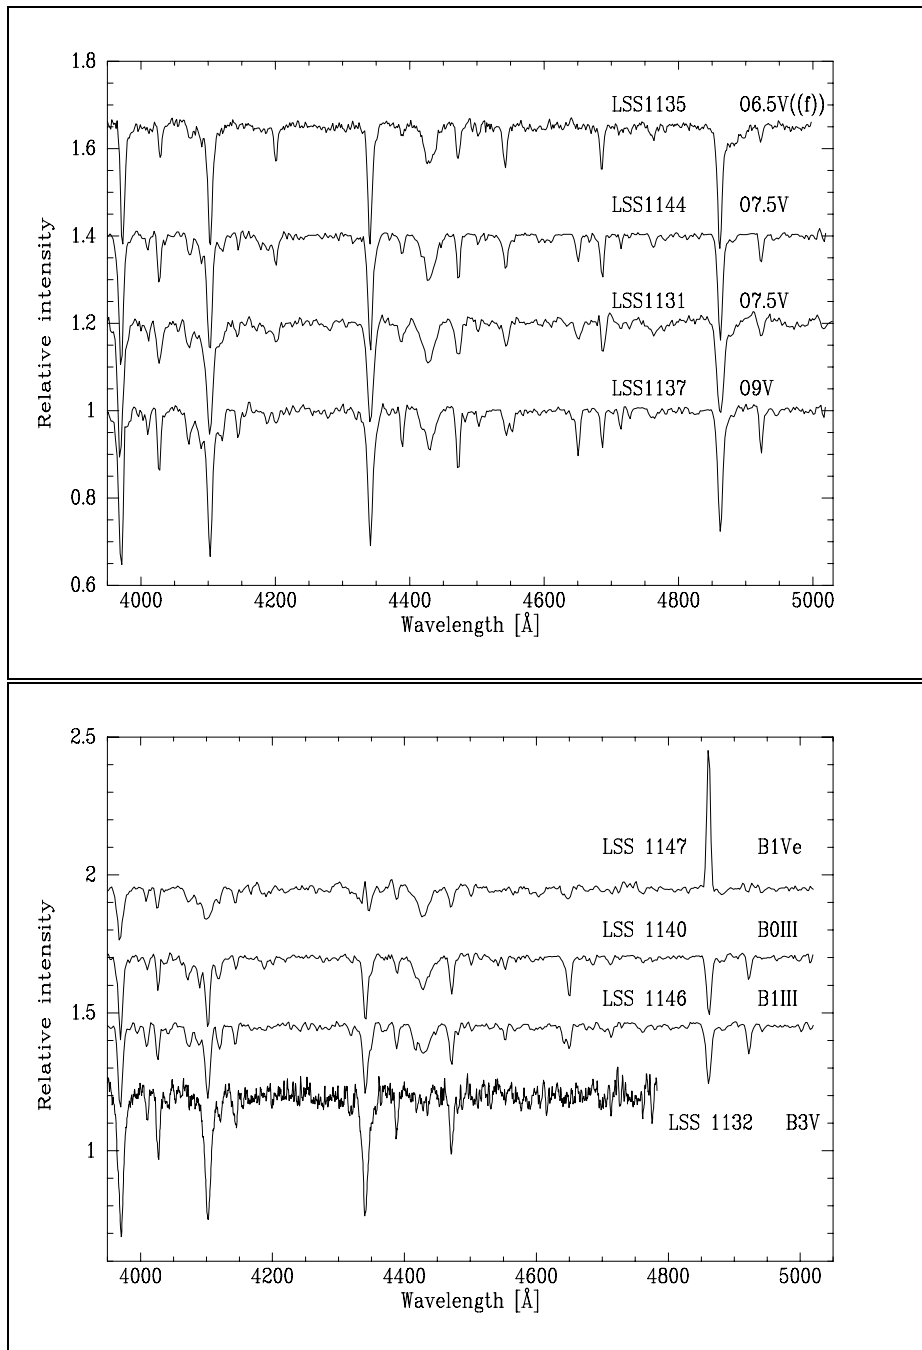 1.8
LSS1135 O6.5V((f))
1.6
LSS1144 O7.5V
1.4
LSS1131 O7.5V
1.2
LSS1137 O9V
1
0.8
0.6
Relative intensity
4000 4200 4400 4600 4800 5000
Wavelength [Å]
2.5
LSS 1147 B1Ve
2
LSS 1140 B0III
LSS 1146 B1III
1.5
LSS 1132 B3V
1
Relative intensity
4000 4200 4400 4600 4800 5000
Wavelength [Å]